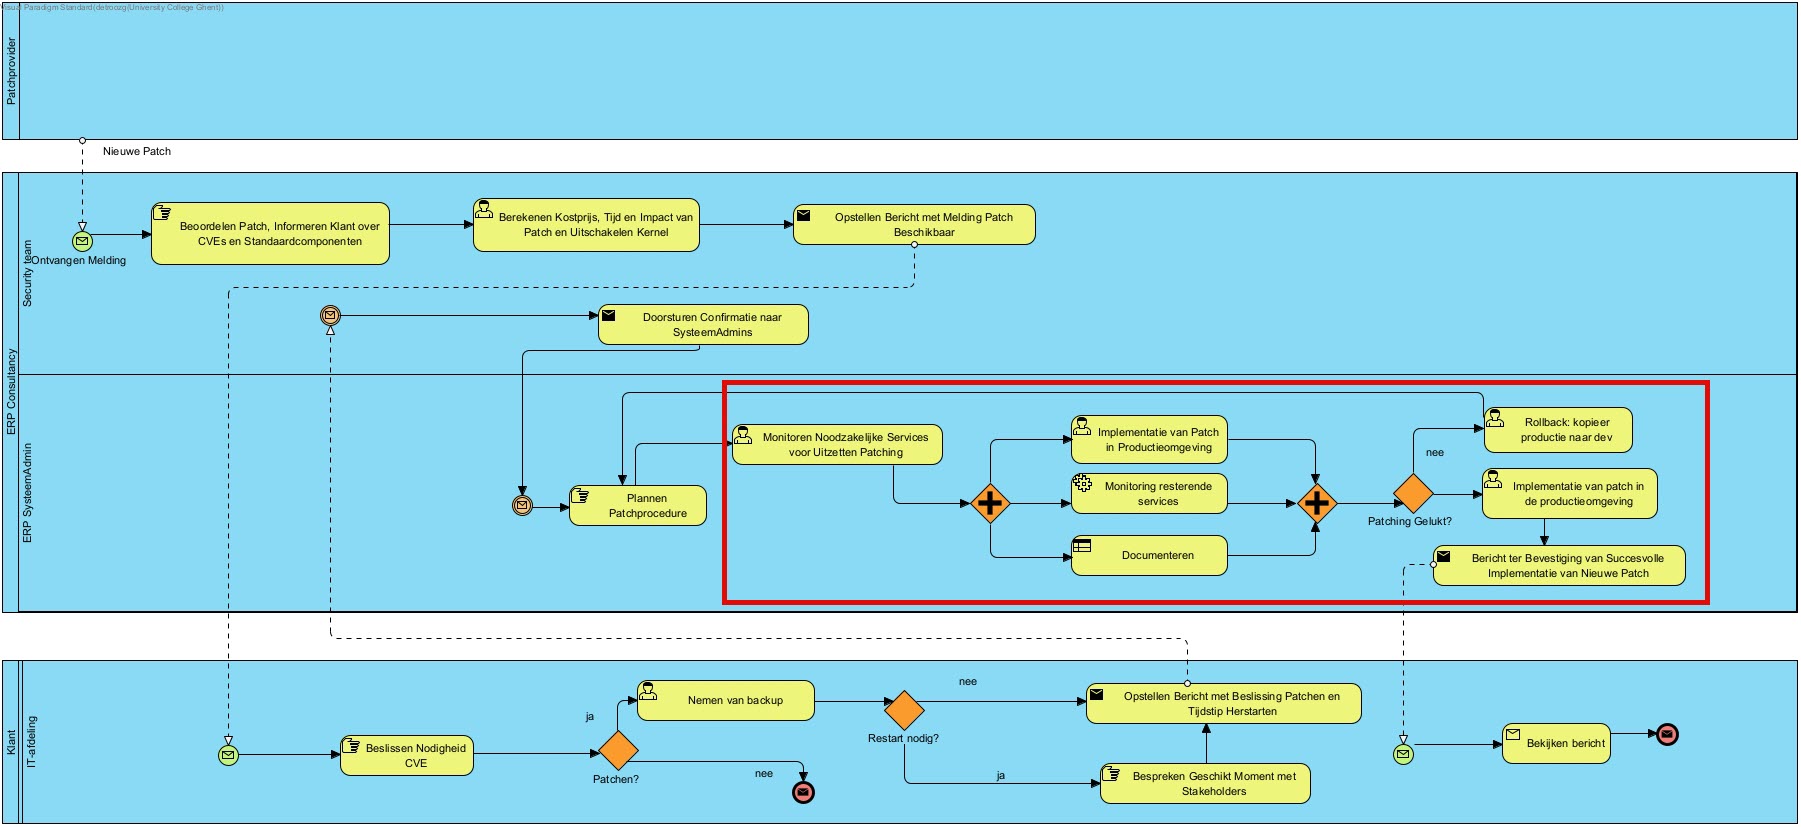 Visual Paradigm Standard(detroozg(University College Ghent))
Patchprovider
Nieuwe Patch
ERP Consultancy
Security team
Ontvangen Melding
Beoordelen Patch, Informeren Klant over
CVEs en Standaardcomponenten
Berekenen Kostprijs, Tijd en Impact van
Patch en Uitschakelen Kernel
Opstellen Bericht met Melding Patch
Beschikbaar
Doorsturen Confirmatie naar
SysteemAdmins
ERP SysteemAdmin
Plannen
Patchprocedure
Monitoren Noodzakelijke Services
voor Uitzetten Patching
Implementatie van Patch
in Productieomgeving
Monitoring resterende
services
Documenteren
Patching Gelukt?
nee
Rollback: kopieer
productie naar dev
Implementatie van patch in
de productieomgeving
Bericht ter Bevestiging van Succesvolle
Implementatie van Nieuwe Patch
Klant
IT-afdeling
Beslissen Nodigheid
CVE
Patchen?
ja
nee
Nemen van backup
Restart nodig?
nee
ja
Opstellen Bericht met Beslissing Patchen en
Tijdstip Herstarten
Bespreken Geschikt Moment met
Stakeholders
Bekijken bericht